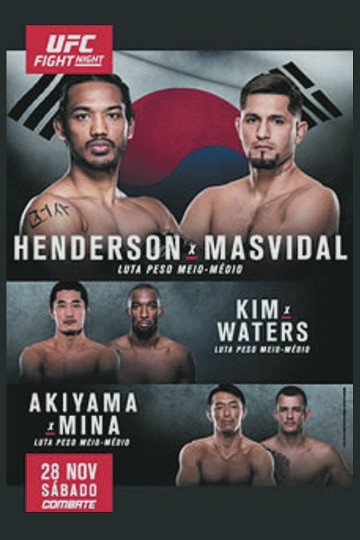 UFC
FIGHT NIGHT
HENDERSON x MASVIDAL
LUTA PESO MEIO-MÉDIO
KIM x
WATERS
LUTA PESO MEIO-MÉDIO
AKIYAMA
x MINA
LUTA PESO MEIO-MÉDIO
28 NOV
SÁBADO
COMBATE